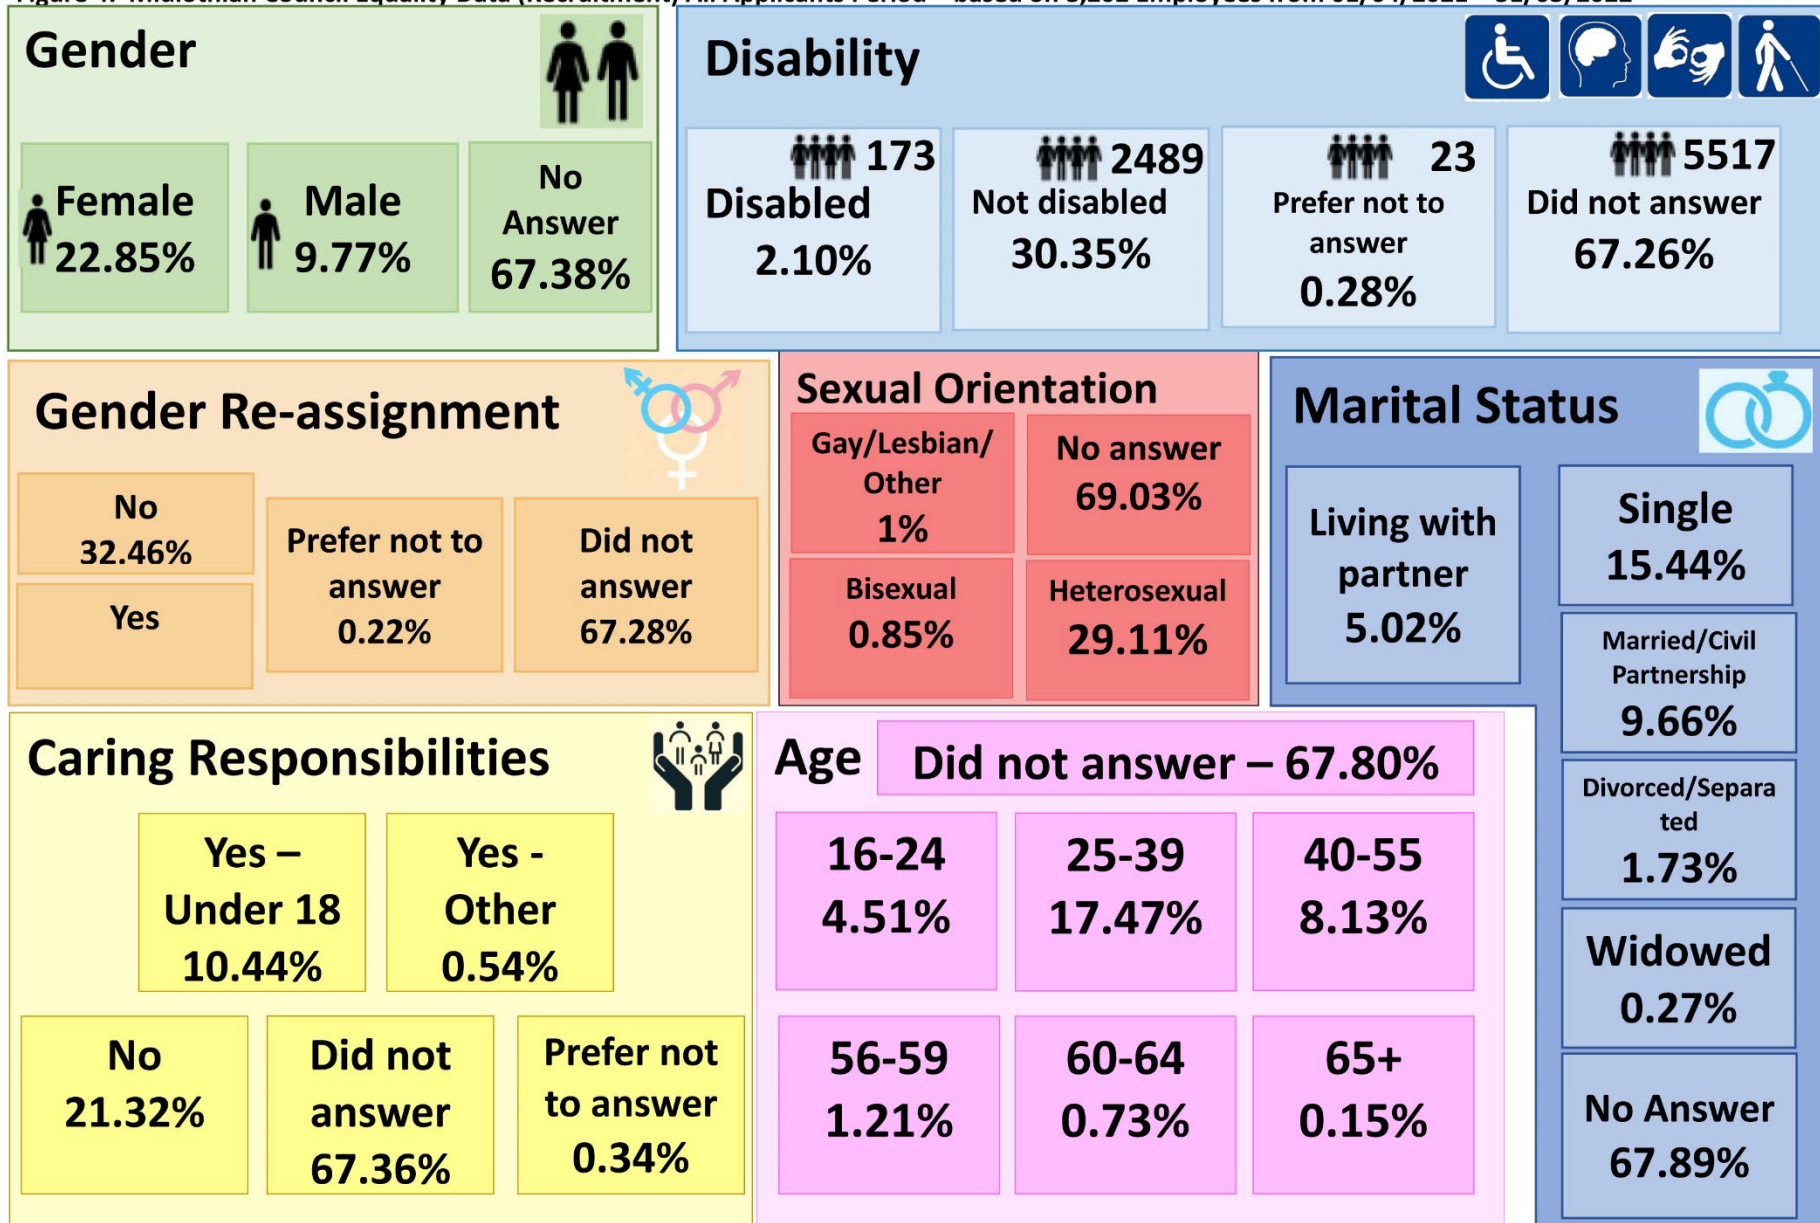 Gender
Female
22.85%
Male
9.77%
No
Answer
67.38%
Disability
173
Disabled
2.10%
2489
Not disabled
30.35%
23
Prefer not to
answer
0.28%
5517
Did not answer
67.26%
Gender Re-assignment
No
32.46%
Yes
Prefer not to
answer
0.22%
Did not
answer
67.28%
Sexual Orientation
Gay/Lesbian/
Other
1%
No answer
69.03%
Bisexual
0.85%
Heterosexual
29.11%
Marital Status
Living with
partner
5.02%
Single
15.44%
Married/Civil
Partnership
9.66%
Divorced/Separa
ted
1.73%
Widowed
0.27%
No Answer
67.89%
Caring Responsibilities
Yes –
Under 18
10.44%
Yes -
Other
0.54%
No
21.32%
Did not
answer
67.36%
Prefer not
to answer
0.34%
Age
Did not answer – 67.80%
16-24
4.51%
25-39
17.47%
40-55
8.13%
56-59
1.21%
60-64
0.73%
65+
0.15%